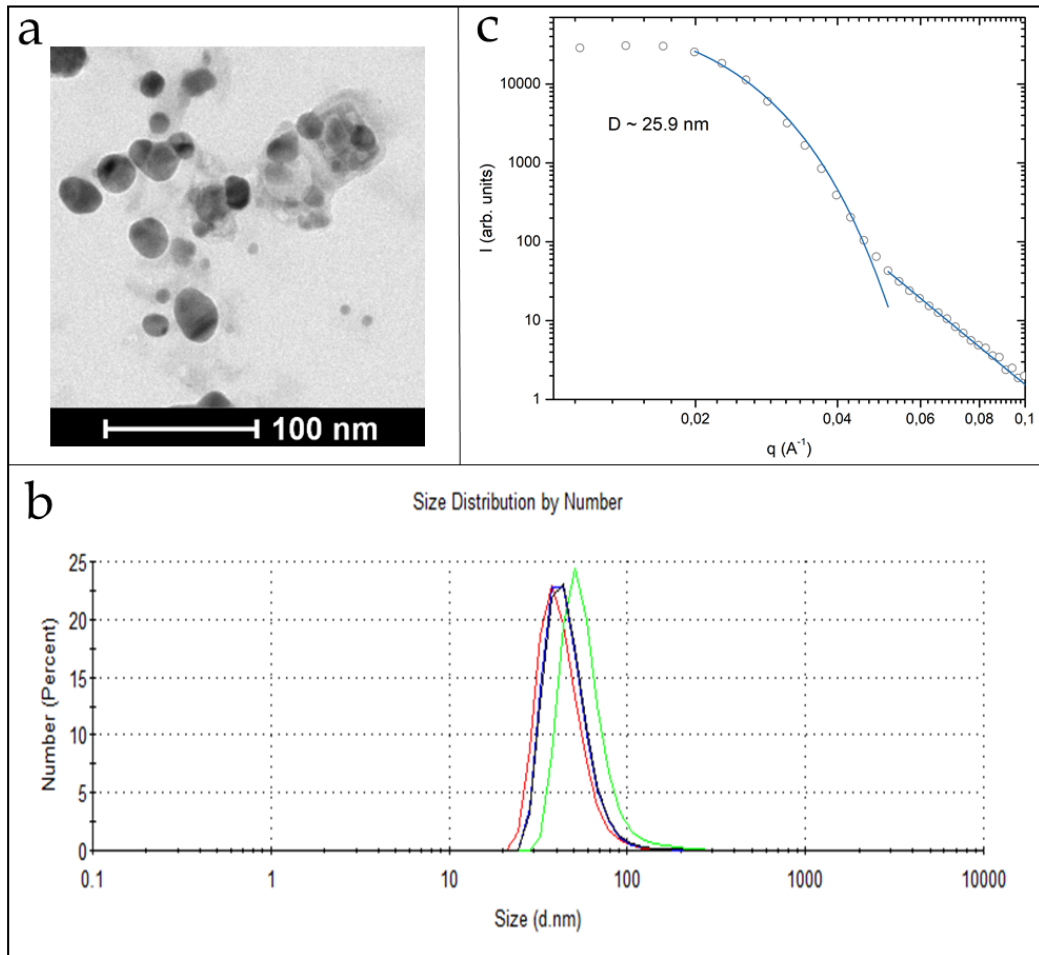 a
100 nm
c
10000
1000
100
10
1
I (arb. units)
D ~ 25.9 nm
0,02
0,04
0,06
0,08
0,1
q (A⁻¹)
b
Size Distribution by Number
25
20
15
10
5
0
Number (Percent)
0.1
1
10
100
1000
10000
Size (d.nm)